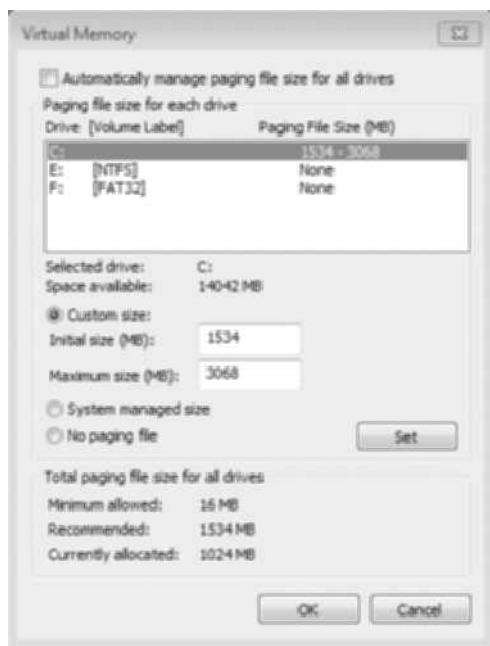 Virtual Memory
Automatically manage paging file size for all drives
Paging file size for each drive
Drive [Volume Label] Paging File Size (MB)
C: 1534 - 3068
E: [NTFS] None
F: [FAT32] None
Selected drive: C:
Space available: 14042 MB
Custom size:
Initial size (MB): 1534
Maximum size (MB): 3068
System managed size
No paging file Set
Total paging file size for all drives
Minimum allowed: 16 MB
Recommended: 1534 MB
Currently allocated: 1024 MB
OK Cancel